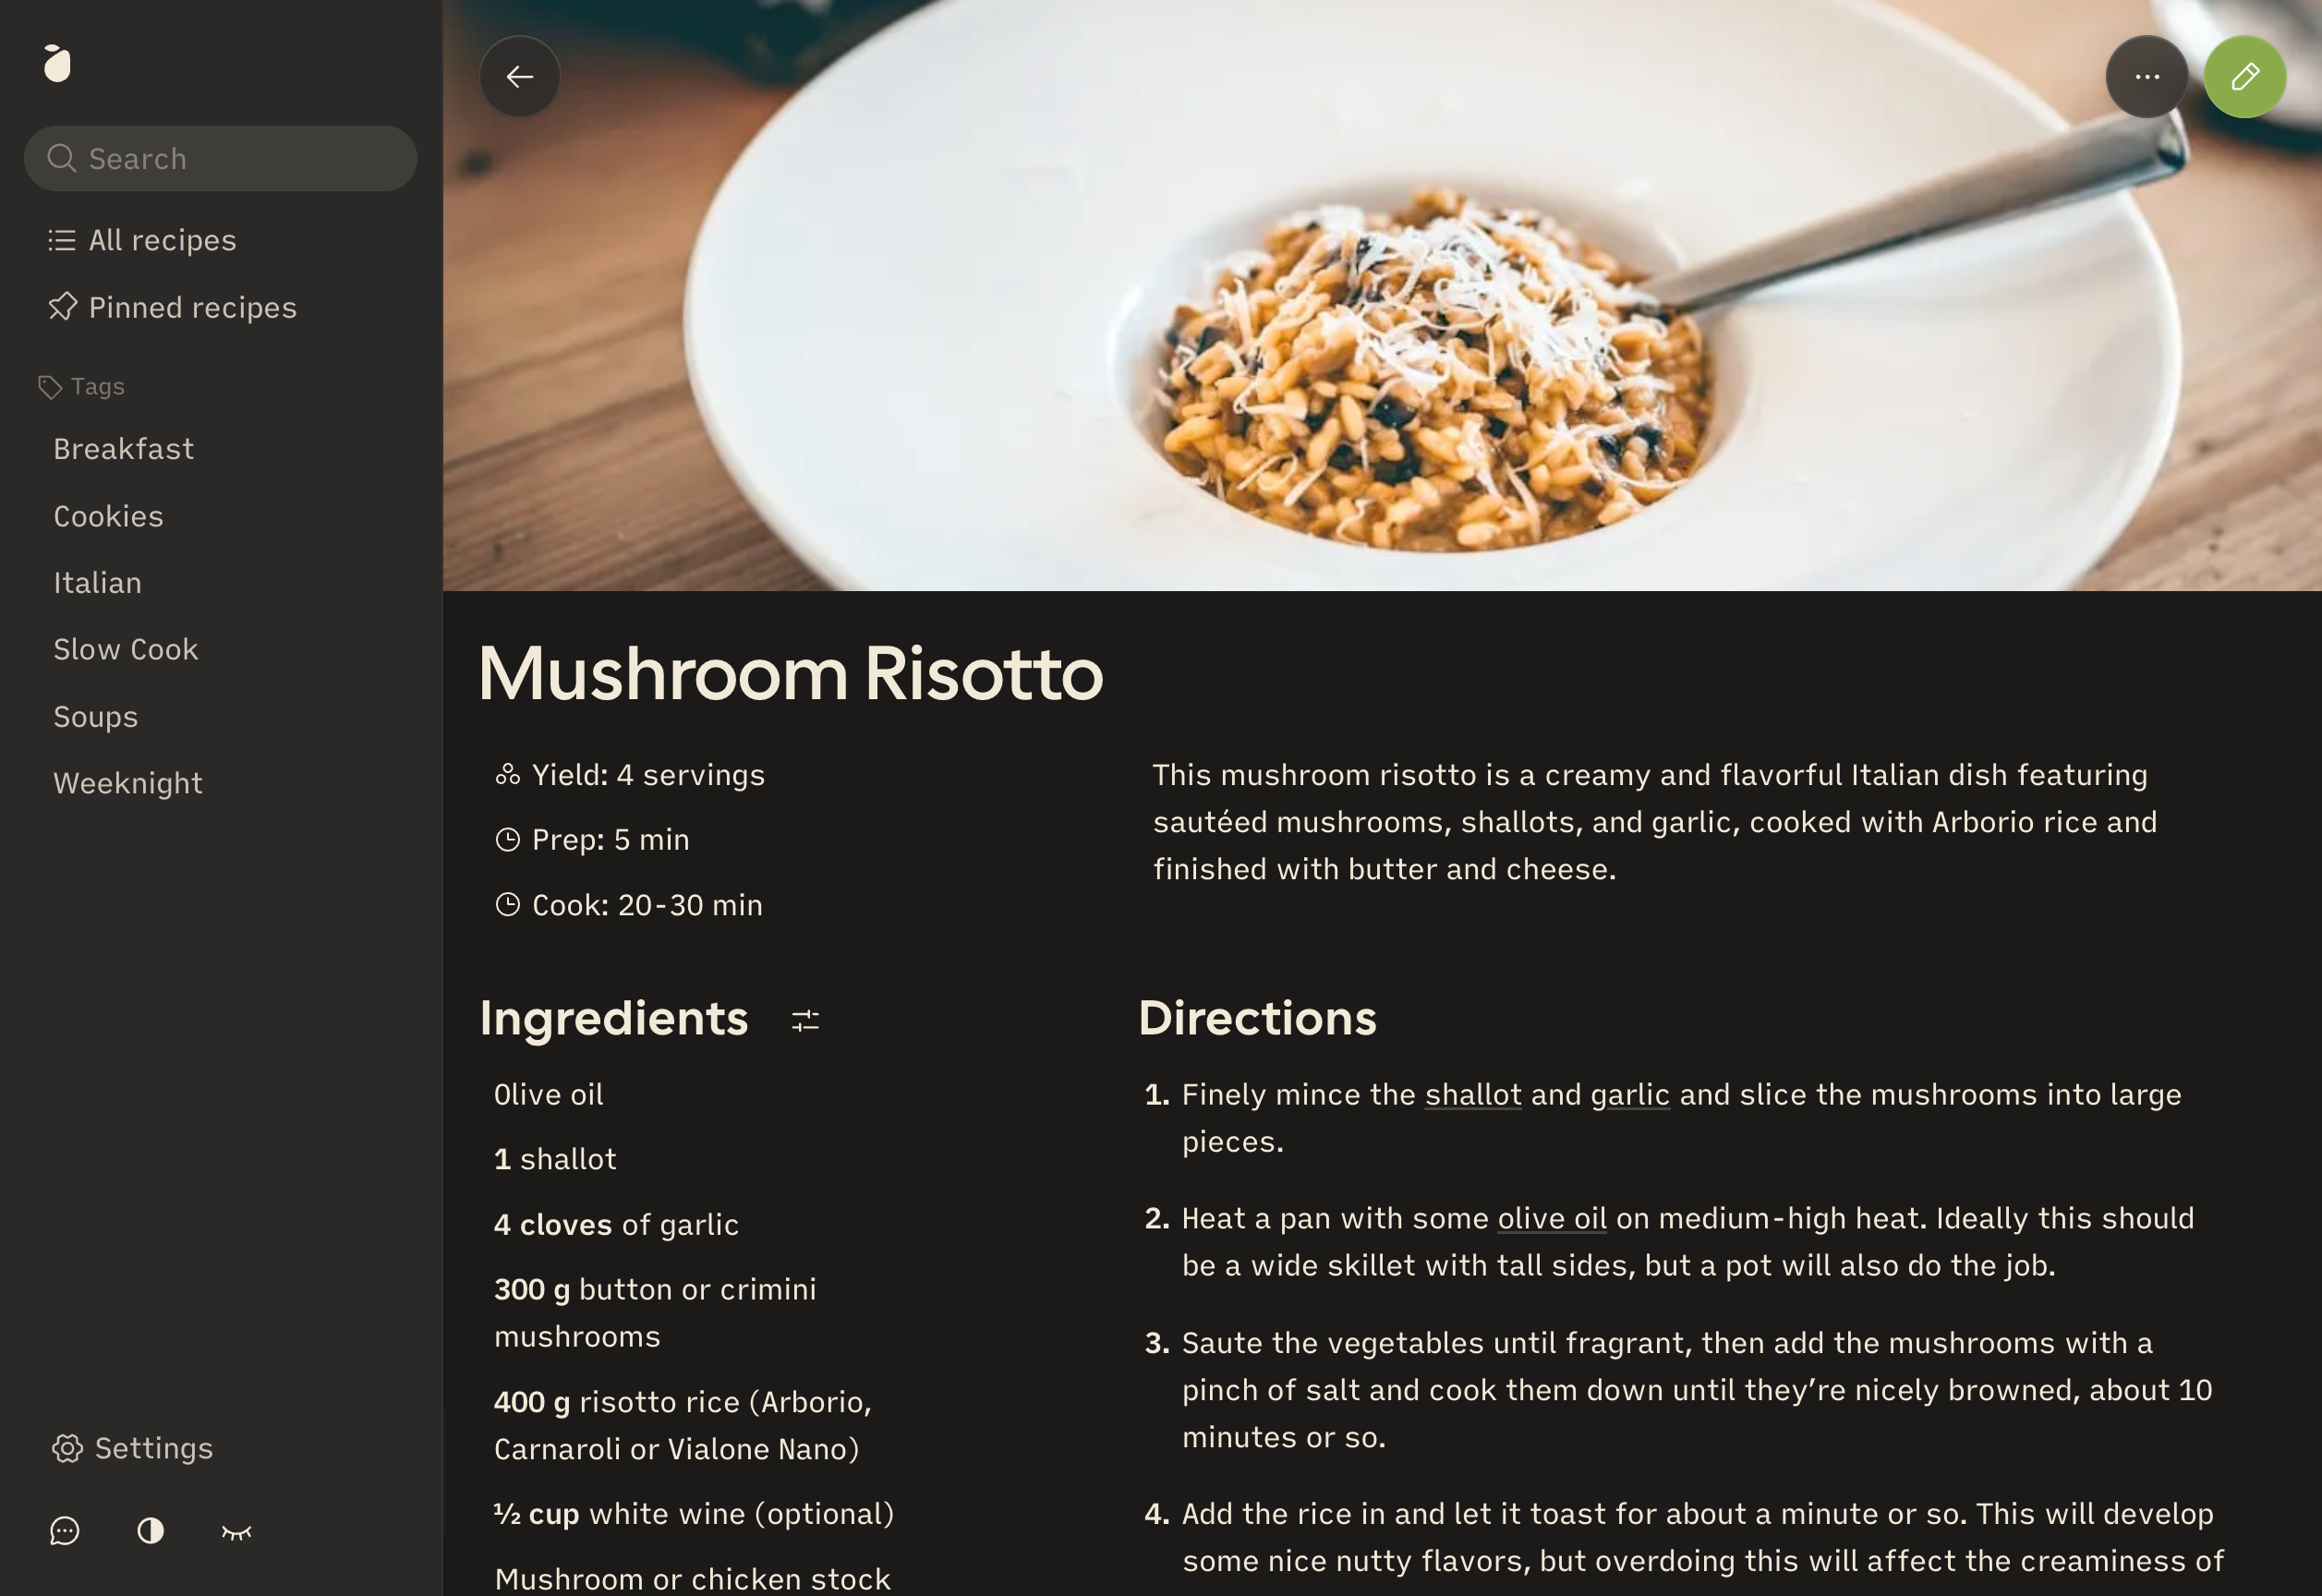 Search
All recipes
Pinned recipes
Tags
Breakfast
Cookies
Italian
Slow Cook
Soups
Weeknight
Settings
Mushroom Risotto
Yield: 4 servings
Prep: 5 min
Cook: 20-30 min
This mushroom risotto is a creamy and flavorful Italian dish featuring
sautéed mushrooms, shallots, and garlic, cooked with Arborio rice and
finished with butter and cheese.
Ingredients
Olive oil
1 shallot
4 cloves of garlic
300 g button or crimini
mushrooms
400 g risotto rice (Arborio,
Carnaroli or Vialone Nano)
½ cup white wine (optional)
Mushroom or chicken stock
Directions
1. Finely mince the shallot and garlic and slice the mushrooms into large
pieces.
2. Heat a pan with some olive oil on medium-high heat. Ideally this should
be a wide skillet with tall sides, but a pot will also do the job.
3. Saute the vegetables until fragrant, then add the mushrooms with a
pinch of salt and cook them down until they’re nicely browned, about 10
minutes or so.
4. Add the rice in and let it toast for about a minute or so. This will develop
some nice nutty flavors, but overdoing this will affect the creaminess of